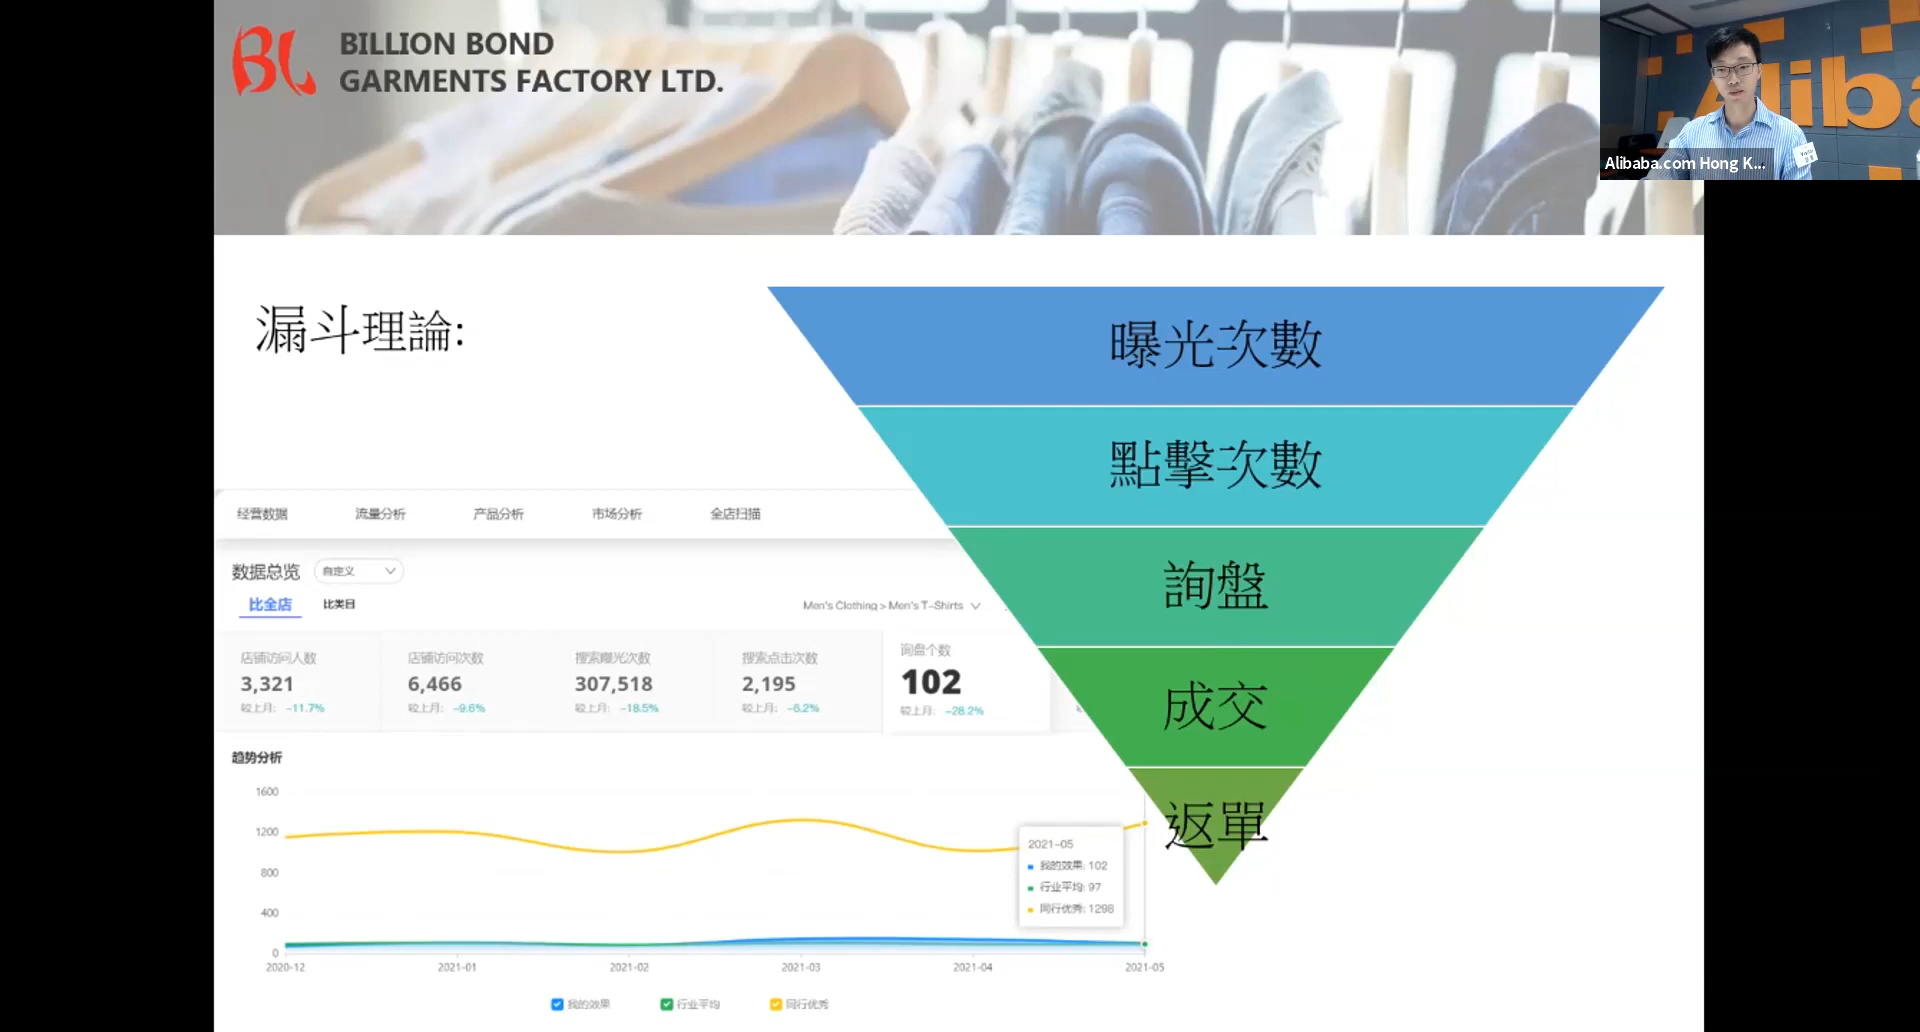 BL
BILLION BOND
GARMENTS FACTORY LTD.
Aliba
Alibaba.com Hong K...
漏斗理論:
曝光次數
點擊次數
詢盤
成交
返單
经营数据 流量分析 产品分析 市场分析 全店扫描
数据总览 自定义
比全店 比类目
Men's Clothing > Men's T-Shirts
店铺访问人数 店铺访问次数 搜索曝光次数 搜索点击次数 询盘个数
3,321 6,466 307,518 2,195 102
较上月: -11.7% 较上月: -9.6% 较上月: -18.5% 较上月: -6.2% 较上月: -28.2%
趋势分析
1600
1200
800
400
0
2021-05
我的效果: 102
行业平均: 97
同行优秀: 1298
2020-12 2021-01 2021-02 2021-03 2021-04 2021-05
我的效果 行业平均 同行优秀